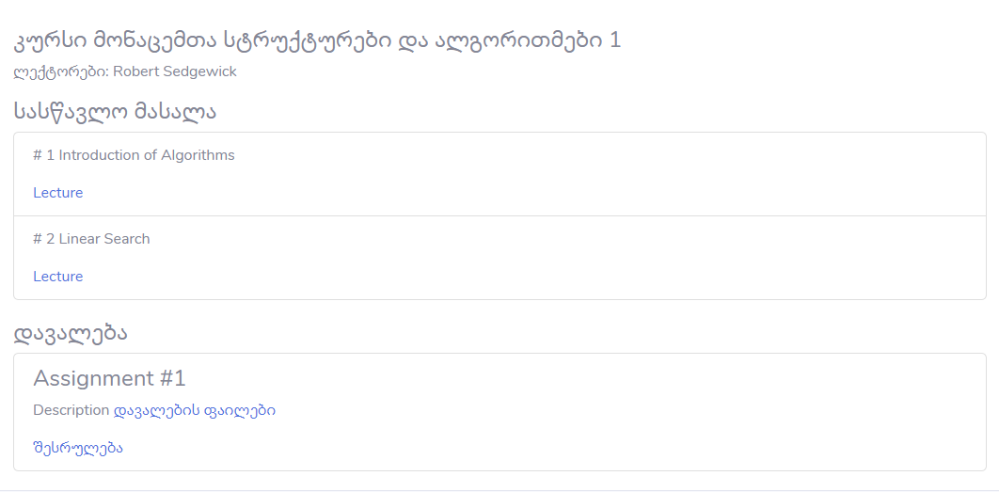 კურსი მონაცემთა სტრუქტურები და ალგორითმები 1
ლექტორები: Robert Sedgewick
სასწავლო მასალა
# 1 Introduction of Algorithms
Lecture
# 2 Linear Search
Lecture
დავალება
Assignment #1
Description დავალების ფაილები
შესრულება